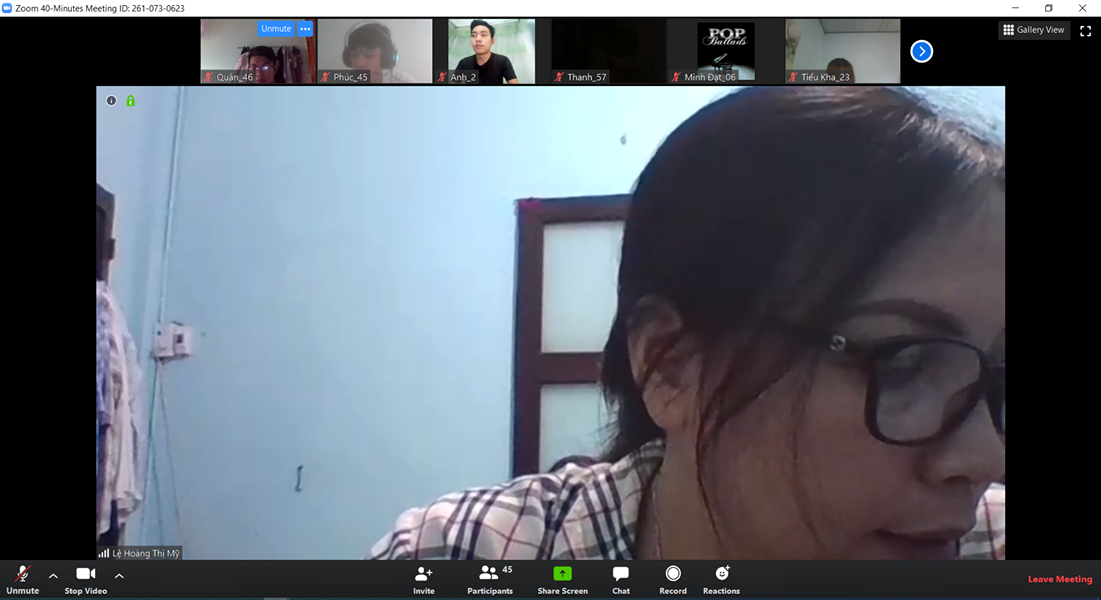 Zoom 40-Minutes Meeting ID: 261-073-0623
Unmute
Gallery View
POP
Ballads
Quân_46
Phúc_45
Anh_2
Thanh_57
Minh Đạt_06
Tiểu Kha_23
Lệ Hoàng Thị Mỹ
45
Unmute
Stop Video
Invite
Participants
Share Screen
Chat
Record
Reactions
Leave Meeting